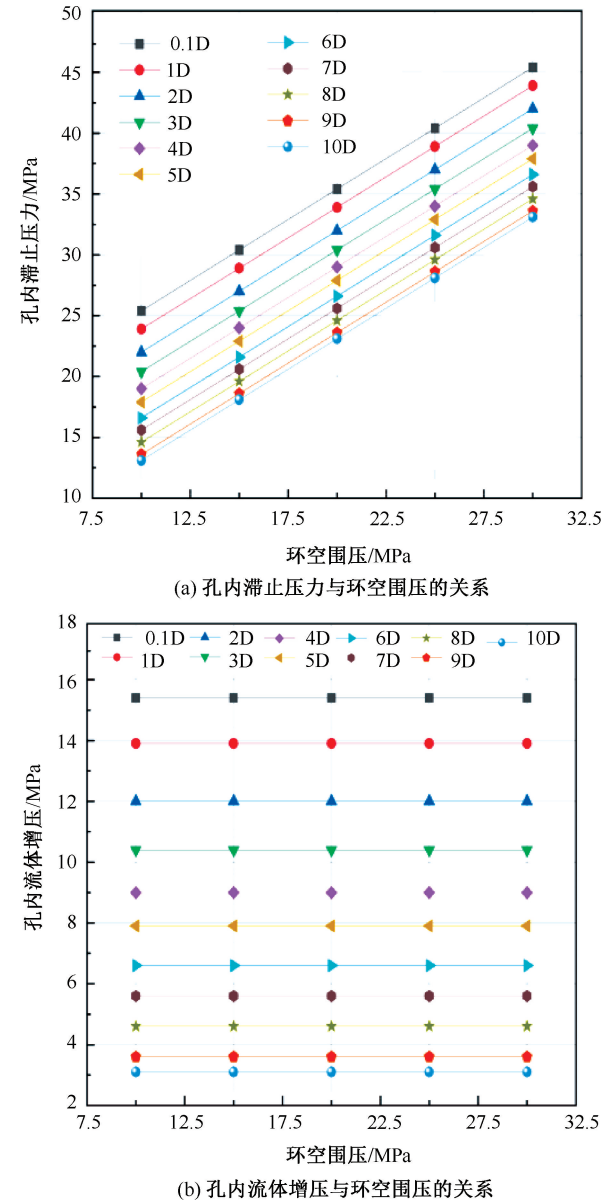 50
45
40
35
30
25
20
15
10
孔内滞止压力/MPa
0.1D
1D
2D
3D
4D
5D
6D
7D
8D
9D
10D
7.5 12.5 17.5 22.5 27.5 32.5
环空围压/MPa
(a) 孔内滞止压力与环空围压的关系
18
16
14
12
10
8
6
4
2
孔内流体增压/MPa
0.1D 2D 4D 6D 8D 10D
1D 3D 5D 7D 9D
7.5 12.5 17.5 22.5 27.5 32.5
环空围压/MPa
(b) 孔内流体增压与环空围压的关系